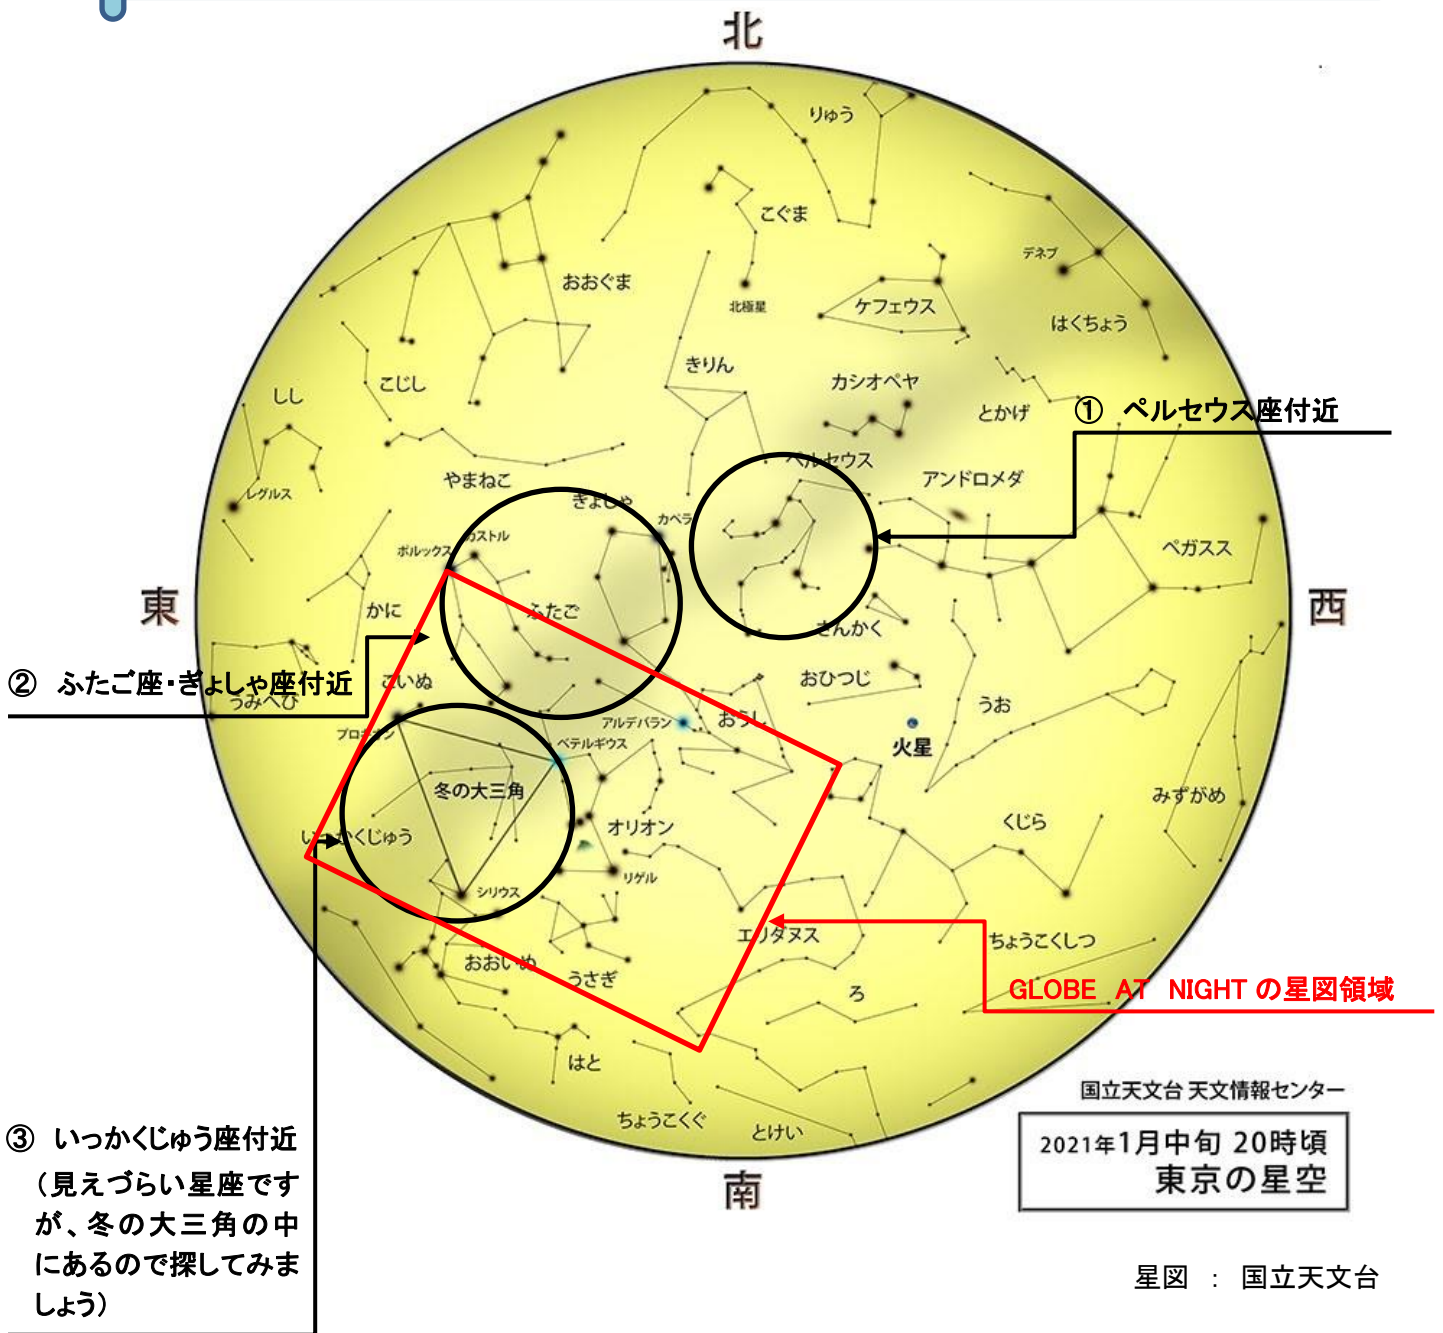 北
りゅう
こぐま
デネブ
おおぐま
北極星
ケフェウス
はくちょう
きりん
カシオペヤ
こじし
しし
とかげ
① ペルセウス座付近
ペルセウス
アンドロメダ
やまねこ
レグルス
ぎょしゃ
カペラ
カストル
ポルックス
ペガスス
東
西
かに
ふたご
さんかく
② ふたご座・ぎょしゃ座付近
こいぬ
うみへび
おひつじ
うお
プロキオン
アルデバラン
おうし
火星
ベテルギウス
冬の大三角
みずがめ
いっかくじゅう
オリオン
くじら
リゲル
シリウス
エリダヌス
ちょうこくしつ
おおいぬ
うさぎ
ろ
GLOBE AT NIGHT の星図領域
はと
ちょうこくぐ
とけい
南
国立天文台 天文情報センター
2021年1月中旬 20時頃
東京の星空
③ いっかくじゅう座付近
（見えづらい星座です
が、冬の大三角の中
にあるので探してみま
しょう）
星図 ： 国立天文台